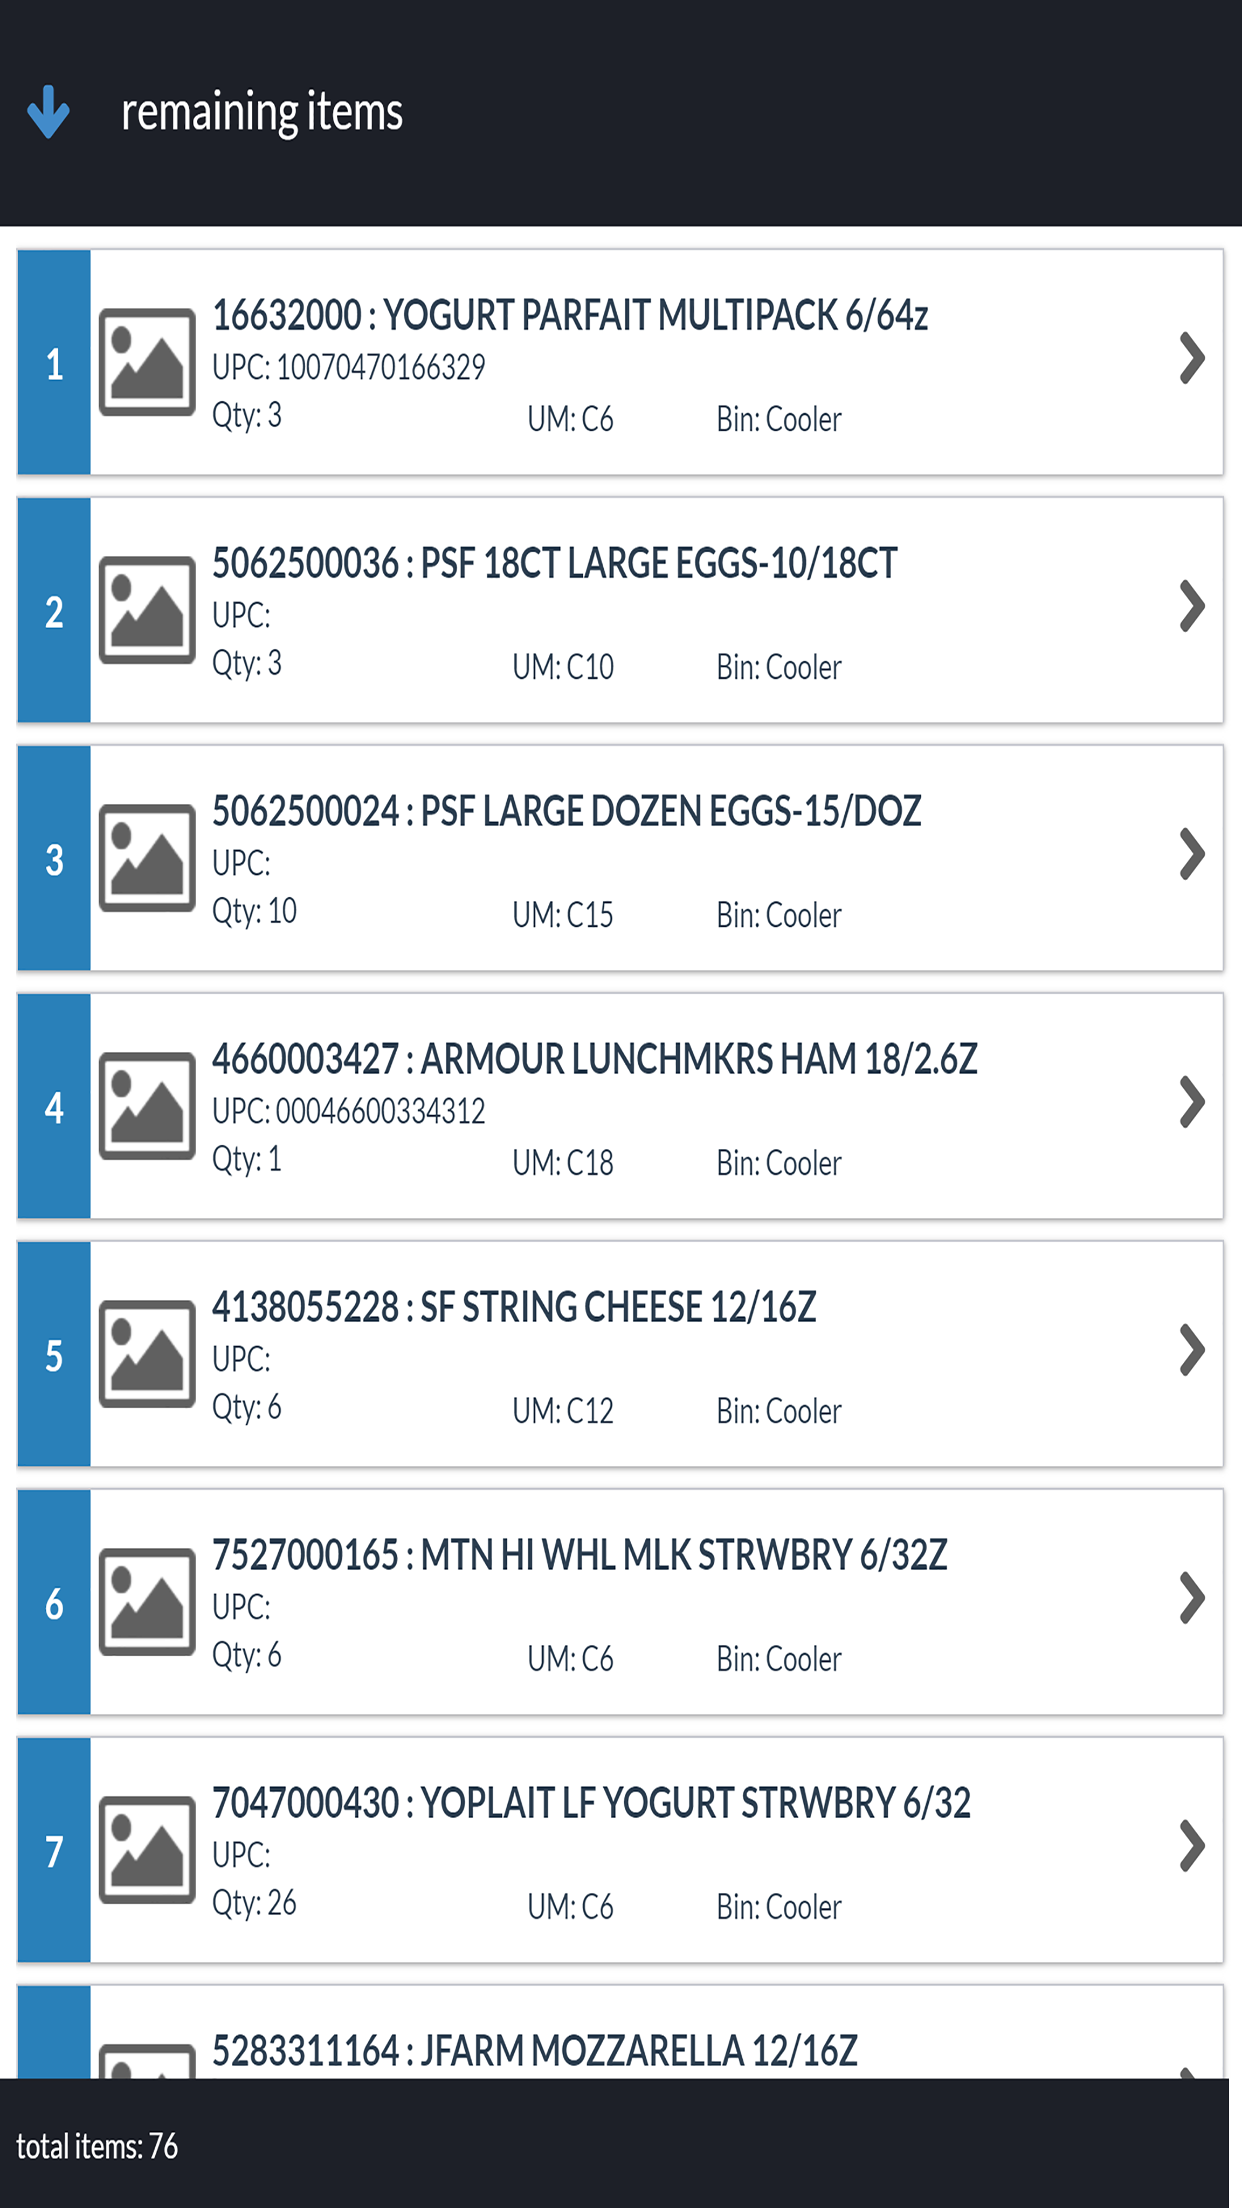 remaining items
1
16632000 : YOGURT PARFAIT MULTIPACK 6/64z
UPC: 10070470166329
Qty: 3 UM: C6 Bin: Cooler
2
5062500036 : PSF 18CT LARGE EGGS-10/18CT
UPC:
Qty: 3 UM: C10 Bin: Cooler
3
5062500024 : PSF LARGE DOZEN EGGS-15/DOZ
UPC:
Qty: 10 UM: C15 Bin: Cooler
4
4660003427 : ARMOUR LUNCHMKRS HAM 18/2.6Z
UPC: 00046600334312
Qty: 1 UM: C18 Bin: Cooler
5
4138055228 : SF STRING CHEESE 12/16Z
UPC:
Qty: 6 UM: C12 Bin: Cooler
6
7527000165 : MTN HI WHL MLK STRWBRY 6/32Z
UPC:
Qty: 6 UM: C6 Bin: Cooler
7
7047000430 : YOPLAIT LF YOGURT STRWBRY 6/32
UPC:
Qty: 26 UM: C6 Bin: Cooler
5283311164 : JFARM MOZZARELLA 12/16Z
total items: 76